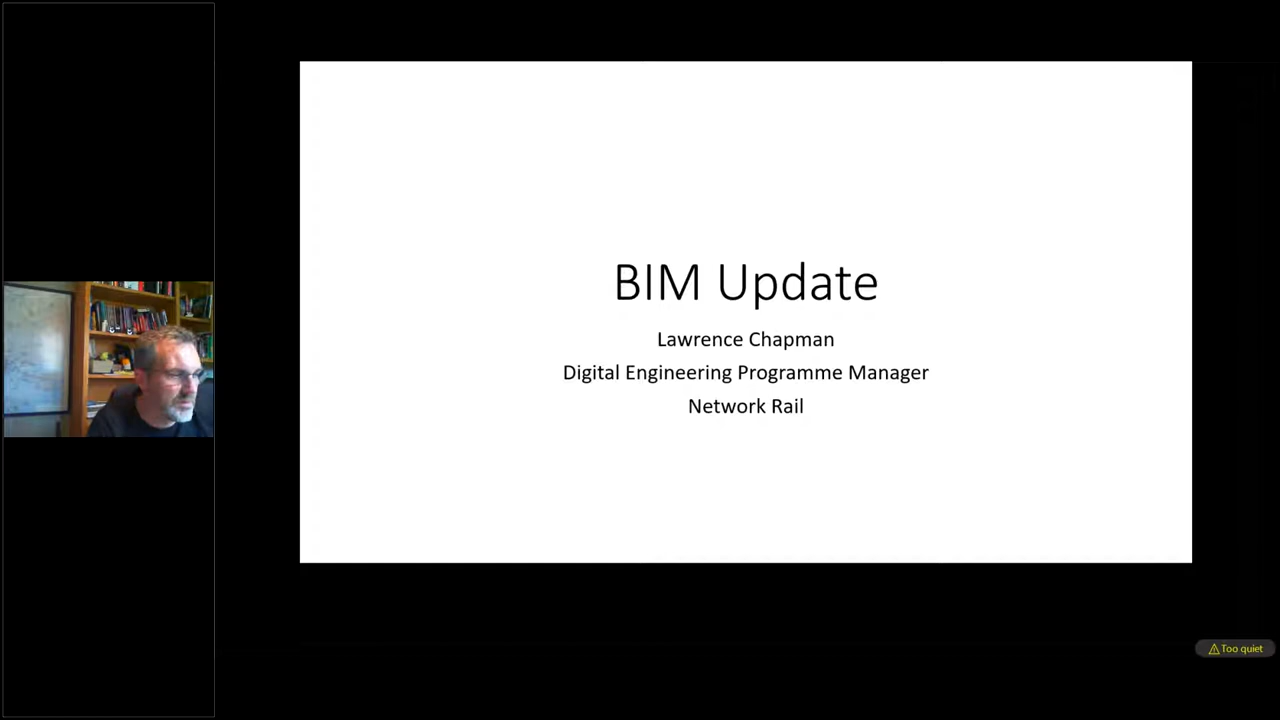 BIM Update
Lawrence Chapman
Digital Engineering Programme Manager
Network Rail
Too quiet